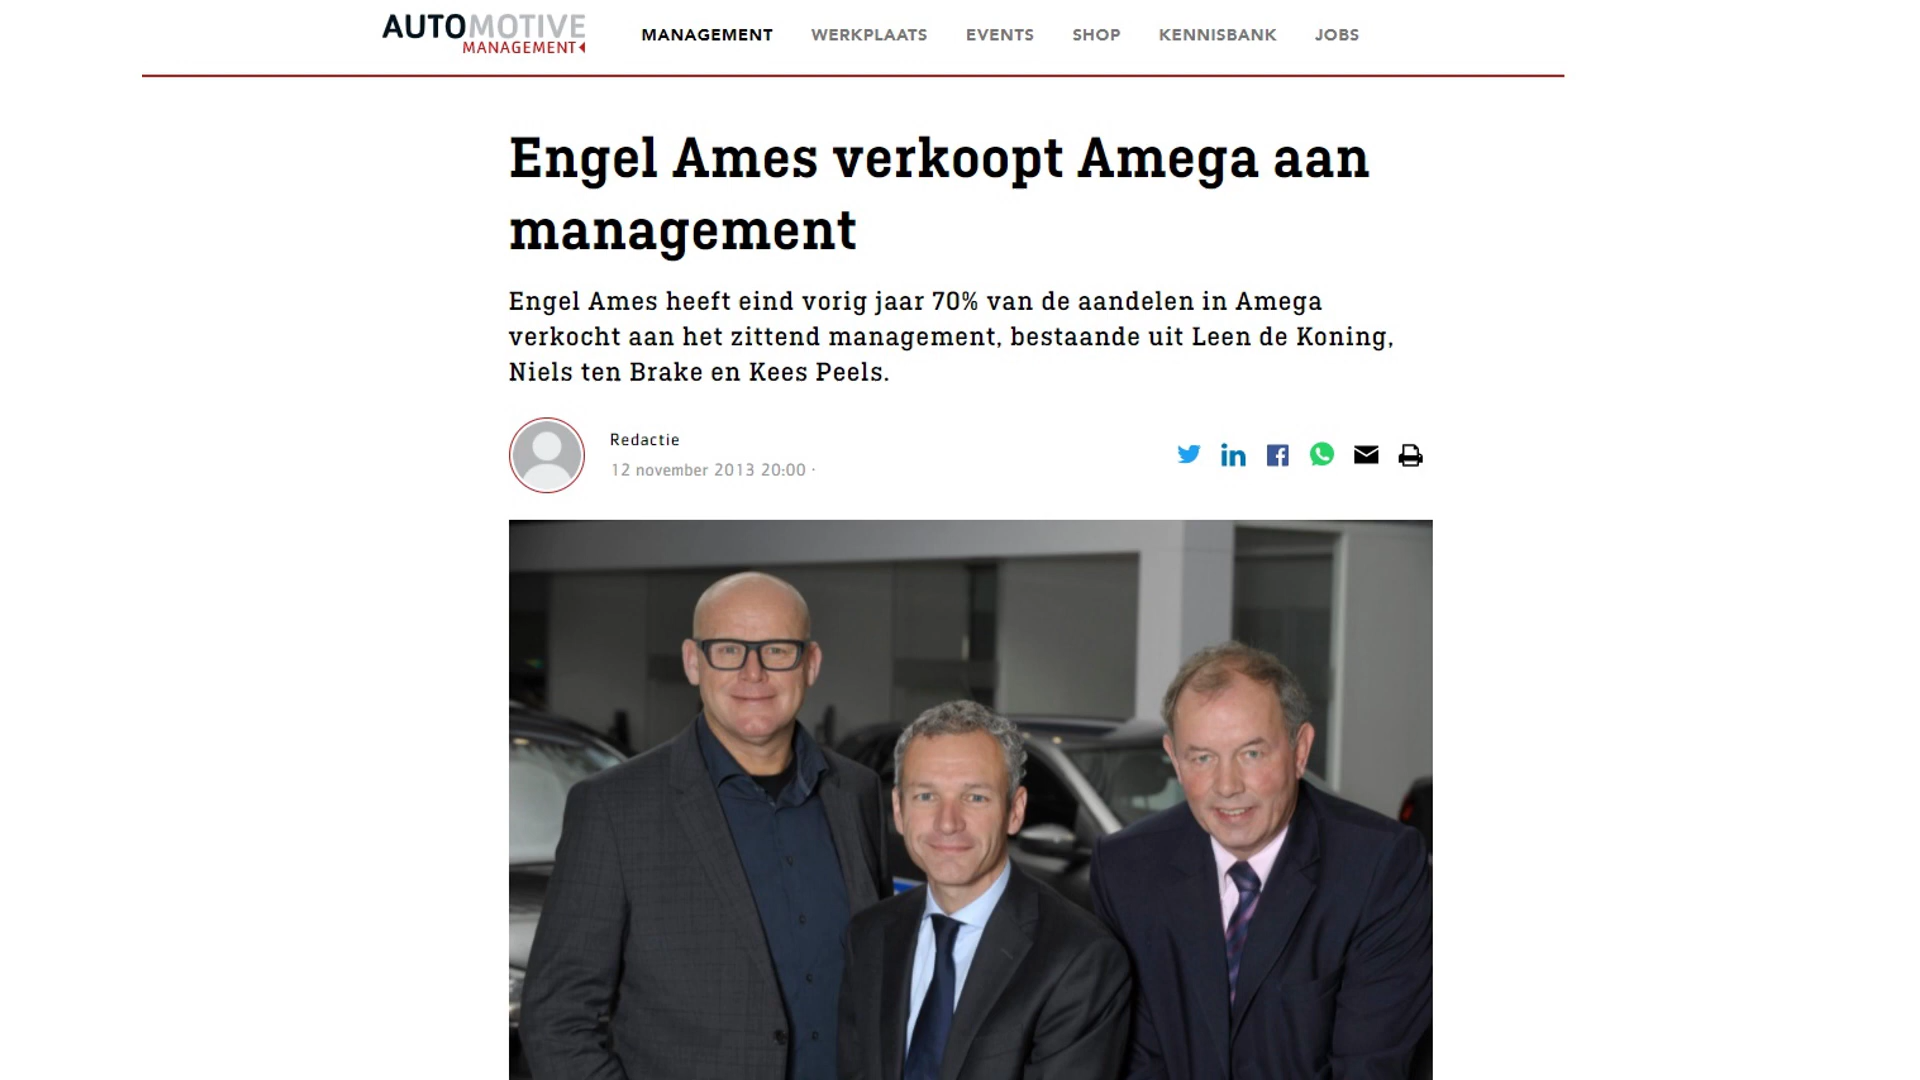 AUTOMOTIVE
MANAGEMENT
MANAGEMENT WERKPLAATS EVENTS SHOP KENNISBANK JOBS
Engel Ames verkoopt Amega aan
management
Engel Ames heeft eind vorig jaar 70% van de aandelen in Amega
verkocht aan het zittend management, bestaande uit Leen de Koning,
Niels ten Brake en Kees Peels.
Redactie
12 november 2013 20:00 ·